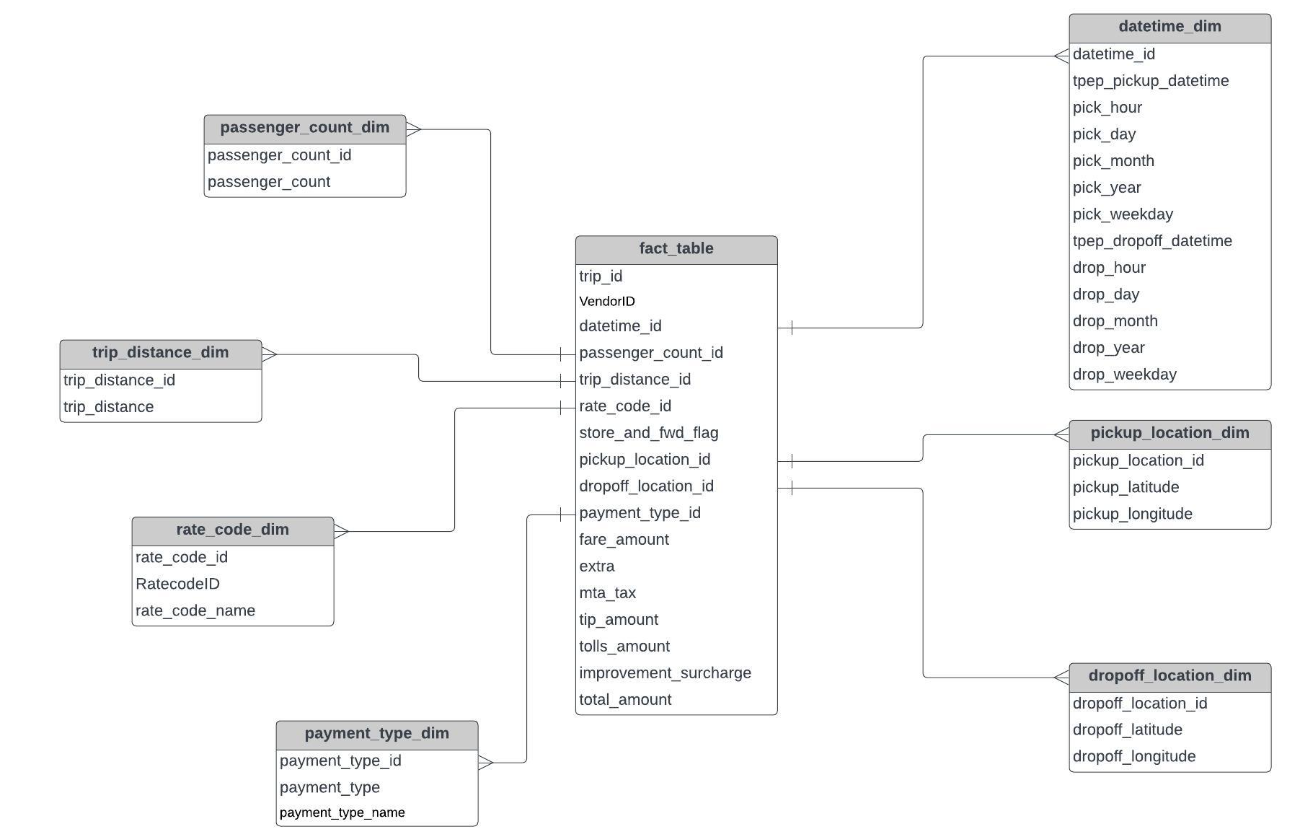 datetime_dim
datetime_id
tpep_pickup_datetime
pick_hour
pick_day
pick_month
pick_year
pick_weekday
tpep_dropoff_datetime
drop_hour
drop_day
drop_month
drop_year
drop_weekday
passenger_count_dim
passenger_count_id
passenger_count
fact_table
trip_id
VendorID
datetime_id
passenger_count_id
trip_distance_id
rate_code_id
store_and_fwd_flag
pickup_location_id
dropoff_location_id
payment_type_id
fare_amount
extra
mta_tax
tip_amount
tolls_amount
improvement_surcharge
total_amount
trip_distance_dim
trip_distance_id
trip_distance
pickup_location_dim
pickup_location_id
pickup_latitude
pickup_longitude
rate_code_dim
rate_code_id
RatecodeID
rate_code_name
dropoff_location_dim
dropoff_location_id
dropoff_latitude
dropoff_longitude
payment_type_dim
payment_type_id
payment_type
payment_type_name